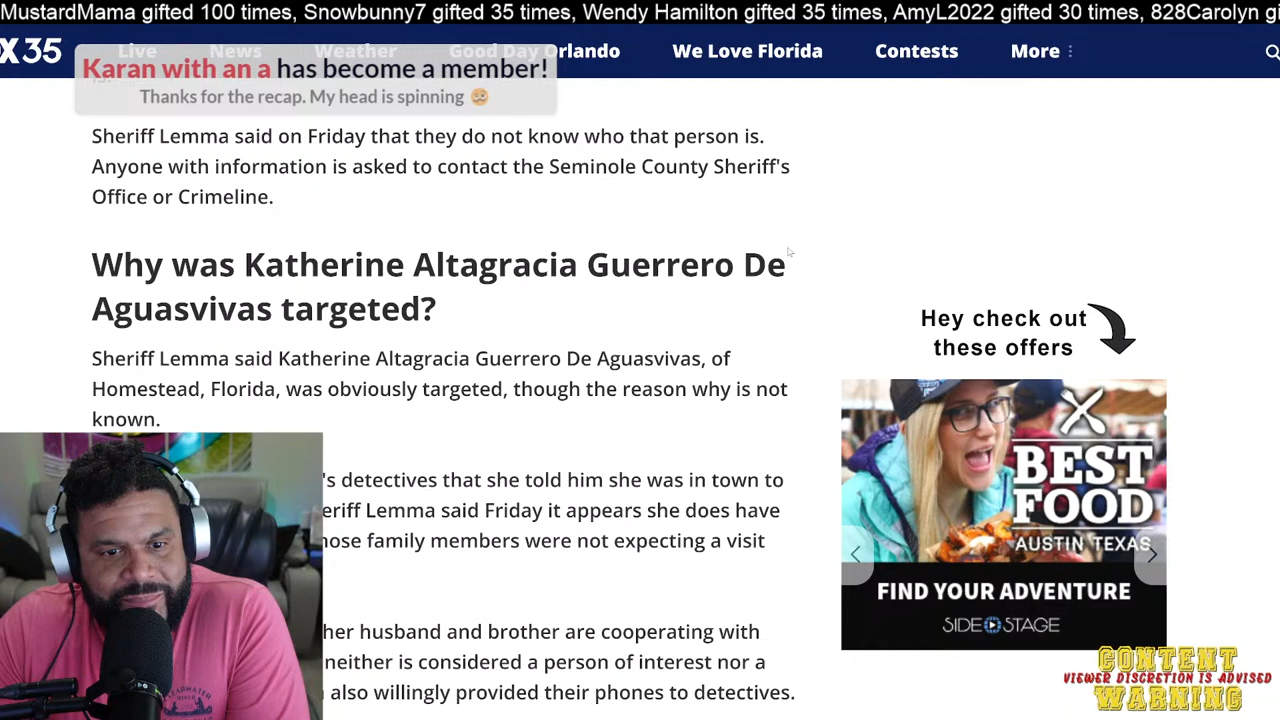 MustardMama gifted 100 times, Snowbunny7 gifted 35 times, Wendy Hamilton gifted 35 times, AmyL2022 gifted 30 times, 828Carolyn gi
X 35 Live News Weather Good Day Orlando We Love Florida Contests More
Karan with an a has become a member!
Thanks for the recap. My head is spinning 🥴
Sheriff Lemma said on Friday that they do not know who that person is.
Anyone with information is asked to contact the Seminole County Sheriff's
Office or Crimeline.
Why was Katherine Altagracia Guerrero De
Aguasvivas targeted?
Sheriff Lemma said Katherine Altagracia Guerrero De Aguasvivas, of
Homestead, Florida, was obviously targeted, though the reason why is not
known.
's detectives that she told him she was in town to
eriff Lemma said Friday it appears she does have
hose family members were not expecting a visit
her husband and brother are cooperating with
neither is considered a person of interest nor a
also willingly provided their phones to detectives.
Hey check out
these offers
BEST
FOOD
AUSTIN TEXAS
FIND YOUR ADVENTURE
SIDE STAGE
CONTENT
VIEWER DISCRETION IS ADVISED
WARNING